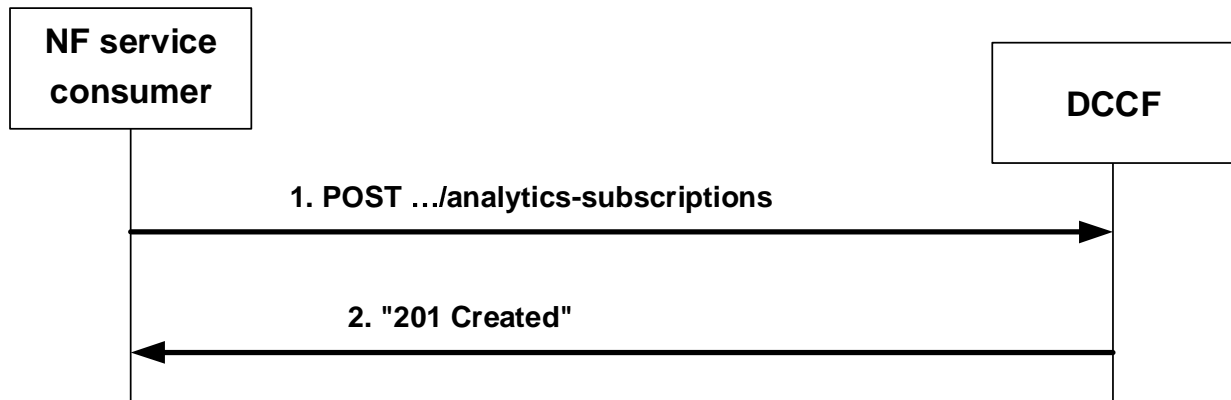 NF service
consumer
DCCF
1. POST …/analytics-subscriptions
2. "201 Created"